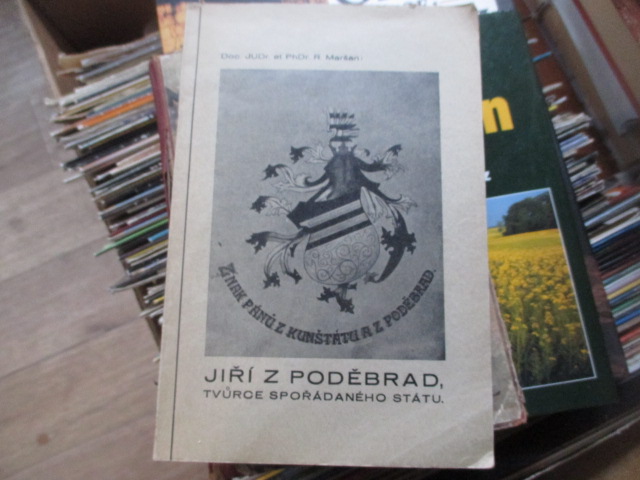 Doc. JUDr. et PhDr. R. Maršan:
ZNAK PÁNŮ Z KUNŠTÁTU A Z PODĚBRAD.
JIŘÍ Z PODĚBRAD,
TVŮRCE SPOŘÁDANÉHO STÁTU.